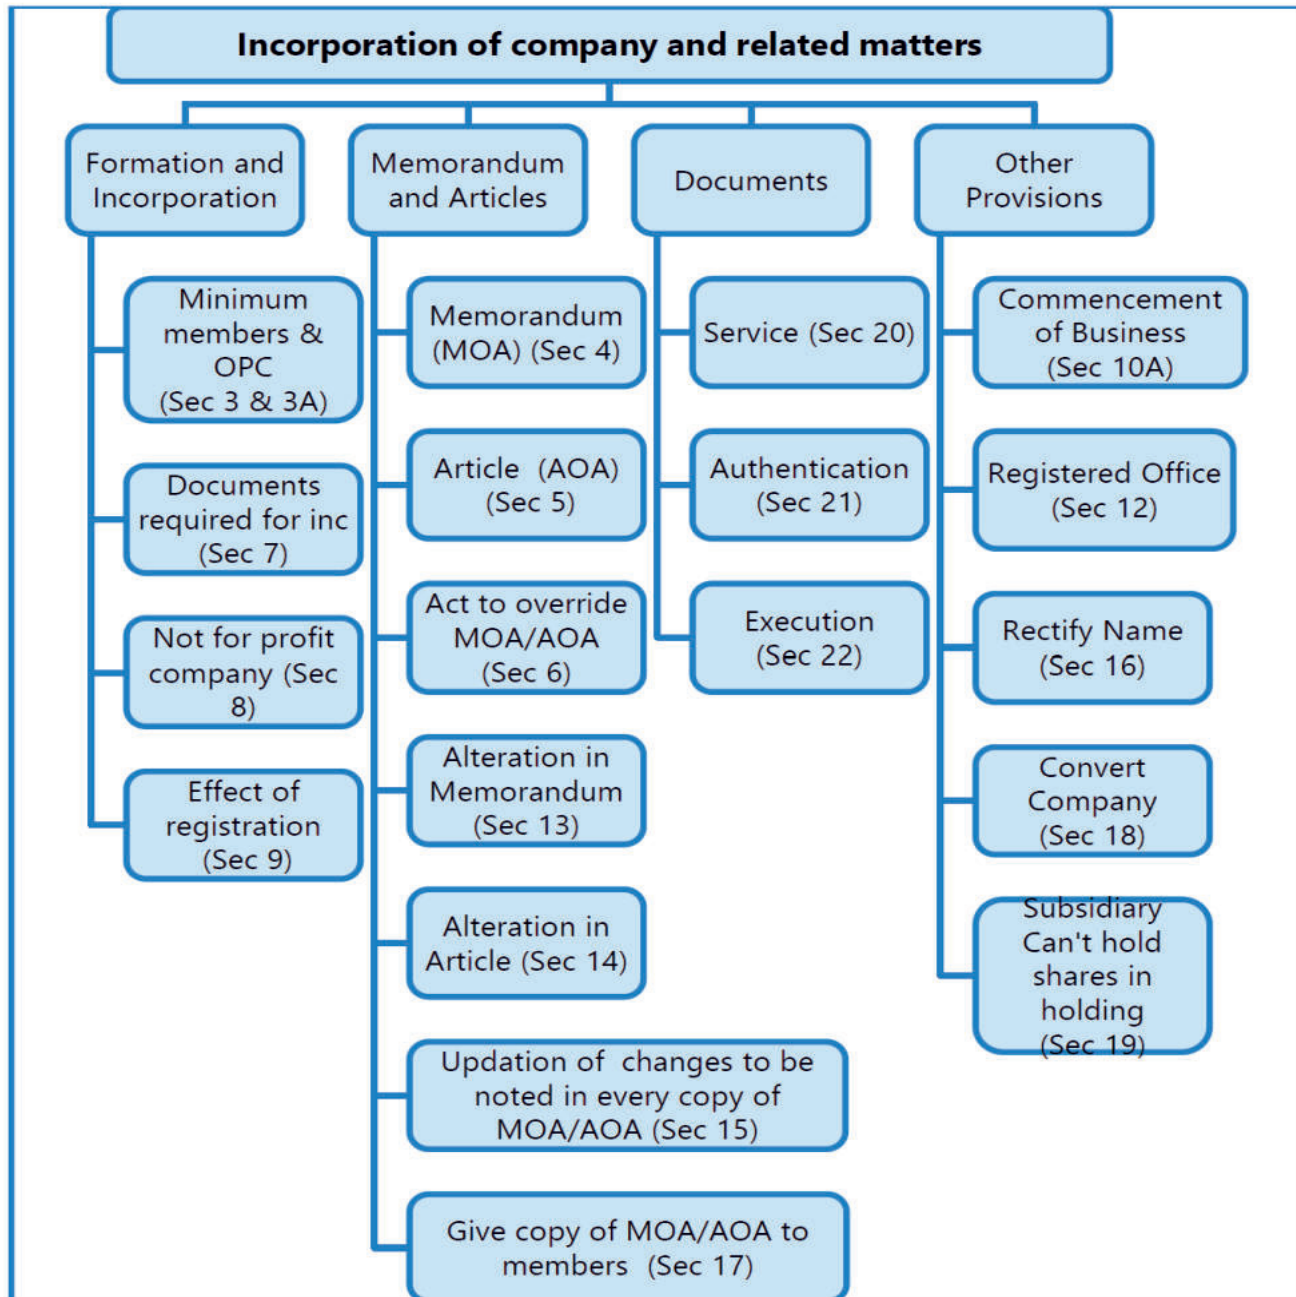 Incorporation of company and related matters
Formation and
Incorporation
Minimum
members &
OPC
(Sec 3 & 3A)
Documents
required for inc
(Sec 7)
Not for profit
company (Sec
8)
Effect of
registration
(Sec 9)
Memorandum
and Articles
Memorandum
(MOA) (Sec 4)
Article (AOA)
(Sec 5)
Act to override
MOA/AOA
(Sec 6)
Alteration in
Memorandum
(Sec 13)
Alteration in
Article (Sec 14)
Updation of changes to be
noted in every copy of
MOA/AOA (Sec 15)
Give copy of MOA/AOA to
members (Sec 17)
Documents
Service (Sec 20)
Authentication
(Sec 21)
Execution
(Sec 22)
Other
Provisions
Commencement
of Business
(Sec 10A)
Registered Office
(Sec 12)
Rectify Name
(Sec 16)
Convert
Company
(Sec 18)
Subsidiary
Can't hold
shares in
holding
(Sec 19)